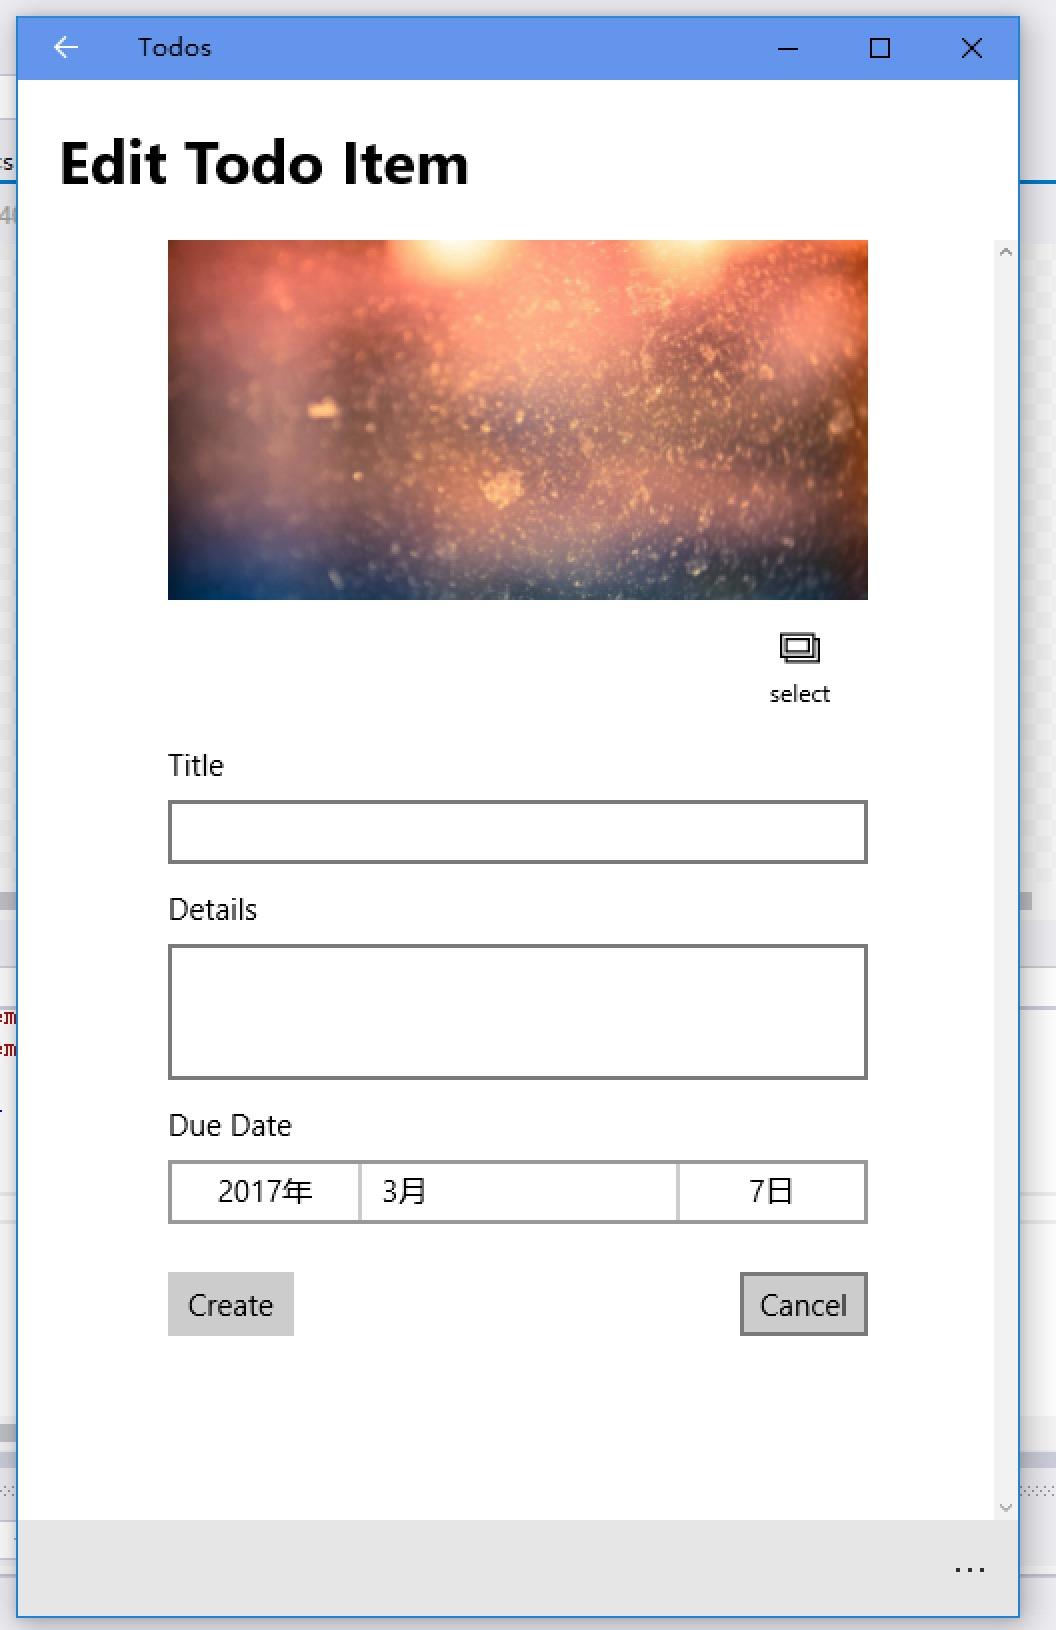 Todos
Edit Todo Item
select
Title
Details
Due Date
2017年 3月 7日
Create Cancel